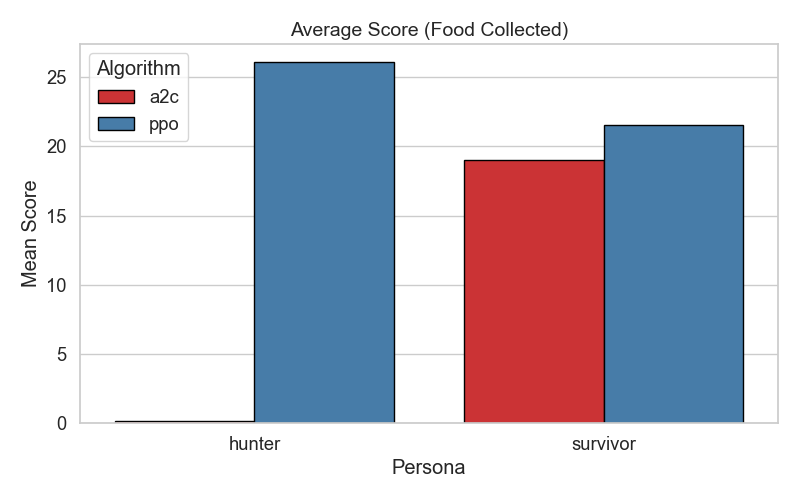 Average Score (Food Collected)
Algorithm
a2c
ppo
Mean Score
25
20
15
10
5
0
hunter
survivor
Persona